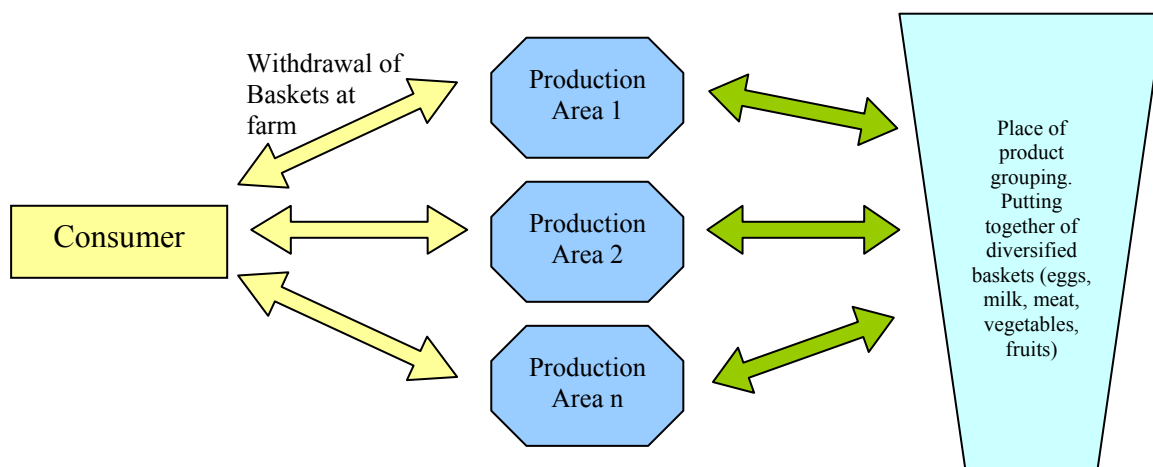 Withdrawal of
Baskets at
farm
Consumer
Production
Area 1
Production
Area 2
Production
Area n
Place of
product
grouping.
Putting
together of
diversified
baskets (eggs,
milk, meat,
vegetables,
fruits)